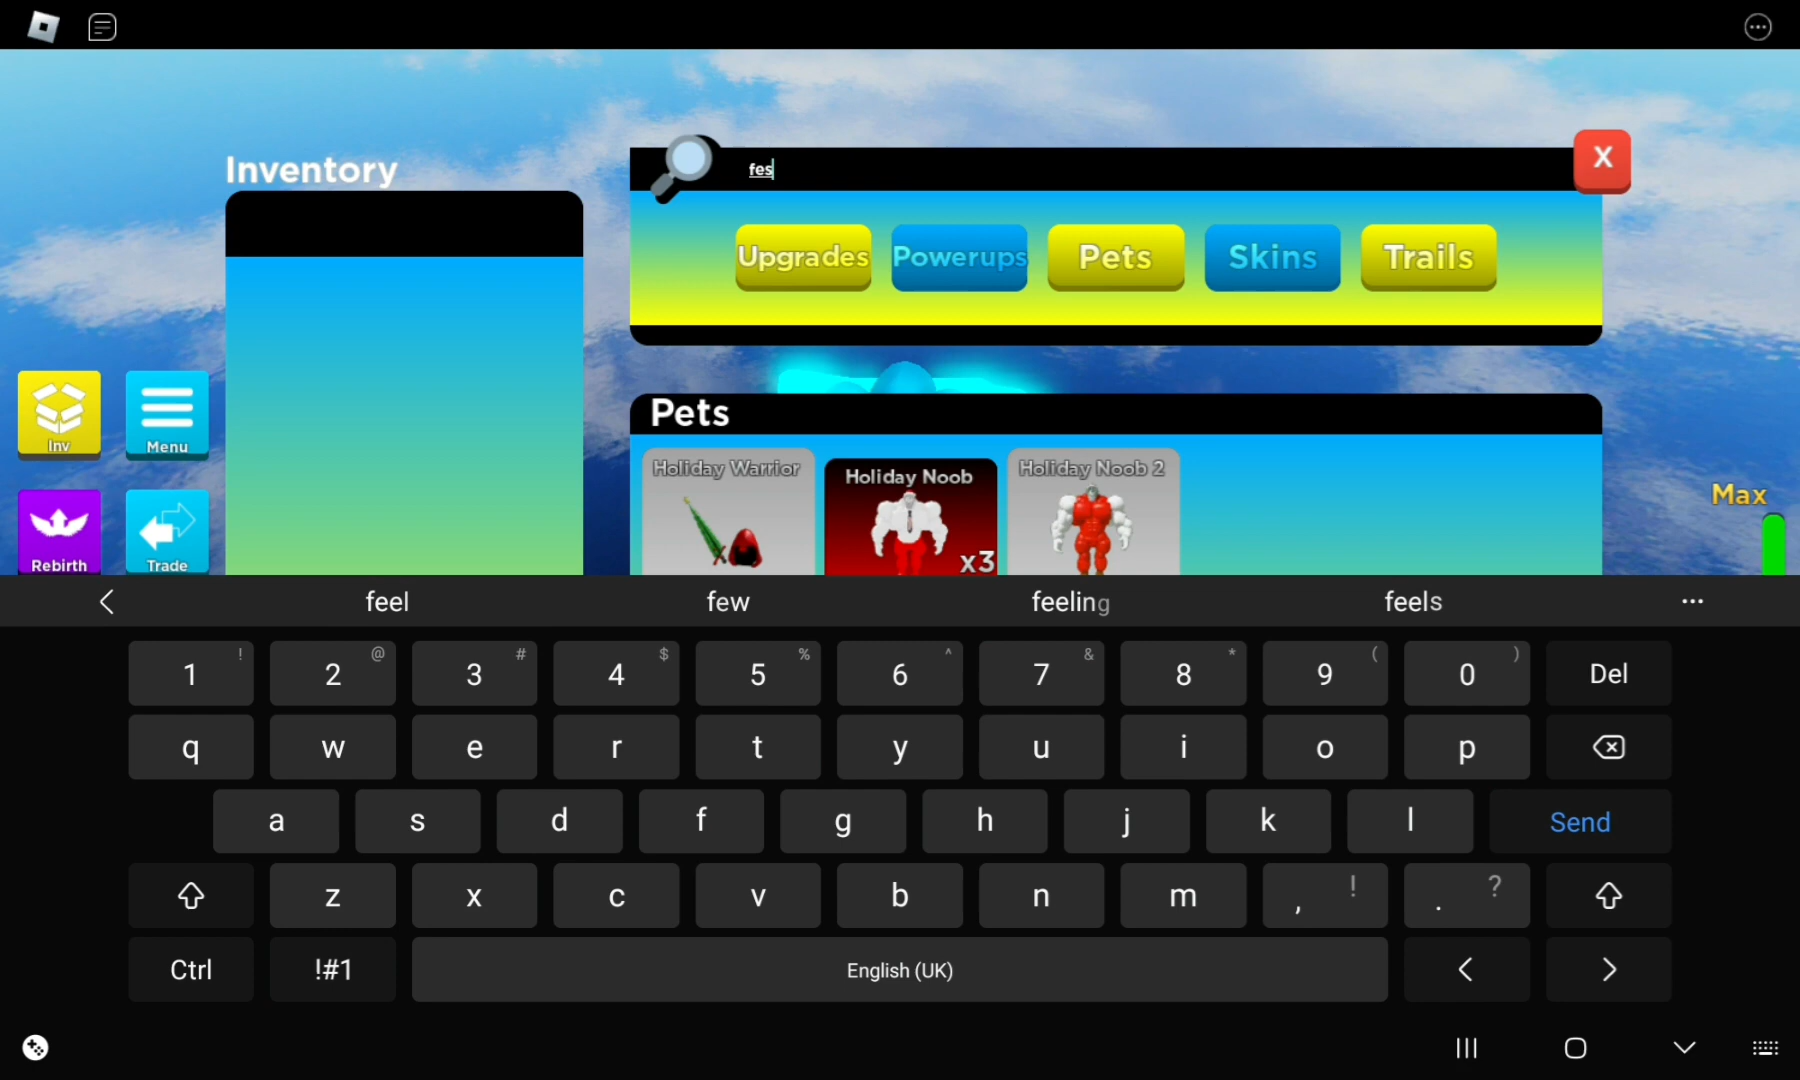 Inventory
fes
X
Upgrades
Powerups
Pets
Skins
Trails
Pets
Holiday Warrior
Holiday Noob
x3
Holiday Noob 2
Max
Inv
Menu
Rebirth
Trade
feel
few
feeling
feels
...
1 ! 2 @ 3 # 4 $ 5 % 6 ^ 7 & 8 * 9 ( 0 ) Del
q w e r t y u i o p
a s d f g h j k l Send
z x c v b n m , ! . ?
Ctrl !#1 English (UK) < >